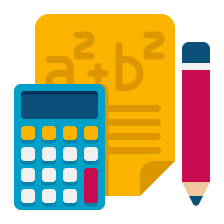 a² + b²